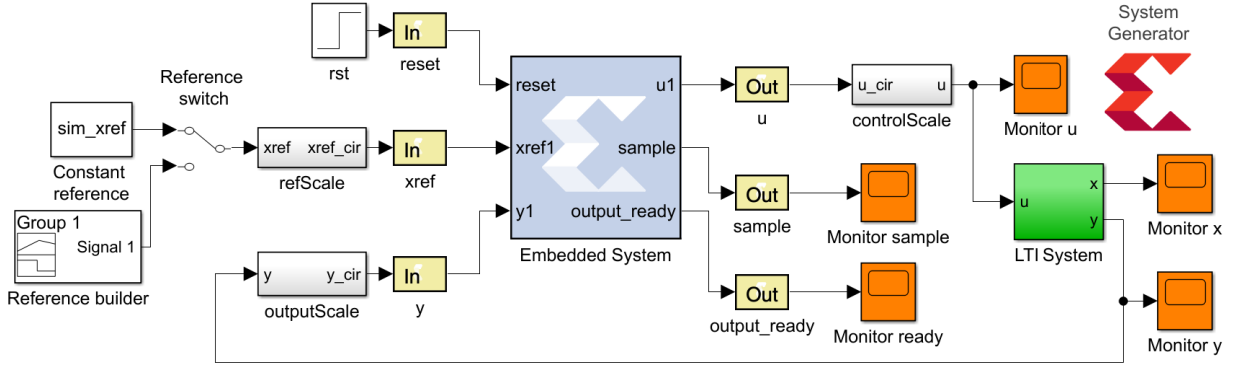 In
rst
reset
System
Generator
Reference
switch
sim_xref
Constant
reference
xref xref_cir
refScale
In
xref
reset
xref1
y1
u1
sample
output_ready
Embedded System
Out
u
u_cir u
controlScale
Monitor u
Out
sample
Monitor sample
u
x
y
LTI System
Monitor x
Group 1
Signal 1
Reference builder
y y_cir
outputScale
In
y
Out
output_ready
Monitor ready
Monitor y